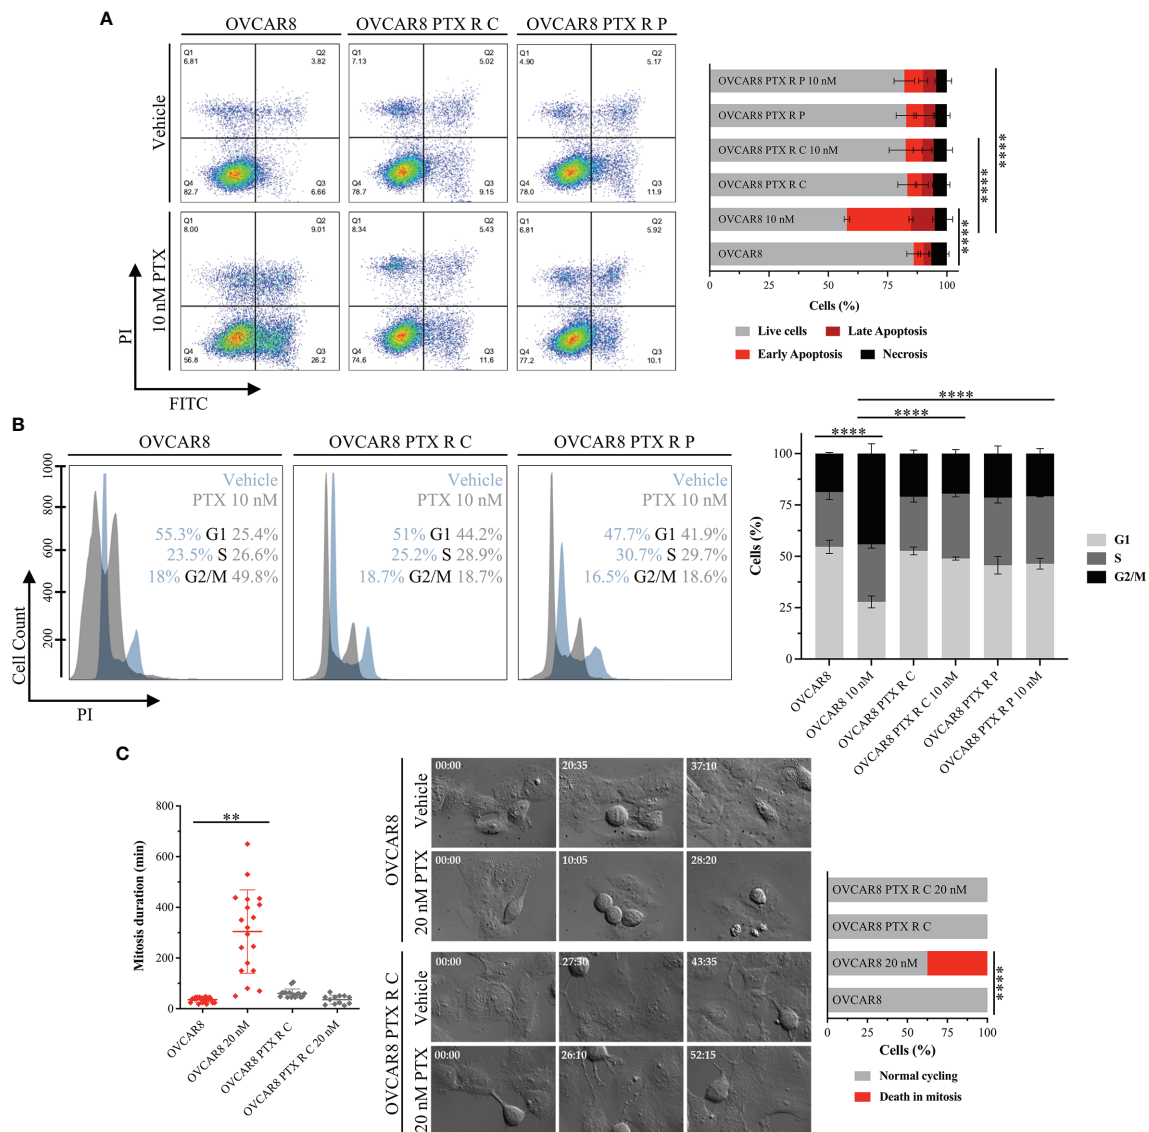 A
OVCAR8
OVCAR8 PTX R C
OVCAR8 PTX R P
Vehicle
Q1
6.81
Q2
3.82
Q4
82.7
Q3
6.66
Q1
7.13
Q2
5.02
Q4
78.7
Q3
9.15
Q1
4.90
Q2
5.17
Q4
78.0
Q3
11.9
10 nM PTX
Q1
8.00
Q2
9.01
Q4
56.8
Q3
26.2
Q1
8.34
Q2
5.43
Q4
74.6
Q3
11.6
Q1
6.81
Q2
5.92
Q4
77.2
Q3
10.1
PI
FITC
OVCAR8 PTX R P 10 nM
OVCAR8 PTX R P
OVCAR8 PTX R C 10 nM
OVCAR8 PTX R C
OVCAR8 10 nM
OVCAR8
****
****
****
0 25 50 75 100
Cells (%)
Live cells
Late Apoptosis
Early Apoptosis
Necrosis
B
OVCAR8
OVCAR8 PTX R C
OVCAR8 PTX R P
1000
800
600
400
200
Cell Count
PI
Vehicle
PTX 10 nM
55.3% G1 25.4%
23.5% S 26.6%
18% G2/M 49.8%
Vehicle
PTX 10 nM
51% G1 44.2%
25.2% S 28.9%
18.7% G2/M 18.7%
Vehicle
PTX 10 nM
47.7% G1 41.9%
30.7% S 29.7%
16.5% G2/M 18.6%
****
****
****
100
75
50
25
0
Cells (%)
OVCAR8
OVCAR8 10 nM
OVCAR8 PTX R C
OVCAR8 PTX R C 10 nM
OVCAR8 PTX R P
OVCAR8 PTX R P 10 nM
G1
S
G2/M
C
800
600
400
200
0
Mitosis duration (min)
**
OVCAR8
OVCAR8 20 nM
OVCAR8 PTX R C
OVCAR8 PTX R C 20 nM
OVCAR8
Vehicle
00:00
20:35
37:10
20 nM PTX
00:00
10:05
28:20
OVCAR8 PTX R C
Vehicle
00:00
27:30
43:35
20 nM PTX
00:00
26:10
52:15
OVCAR8 PTX R C 20 nM
OVCAR8 PTX R C
OVCAR8 20 nM
OVCAR8
****
0 25 50 75 100
Cells (%)
Normal cycling
Death in mitosis